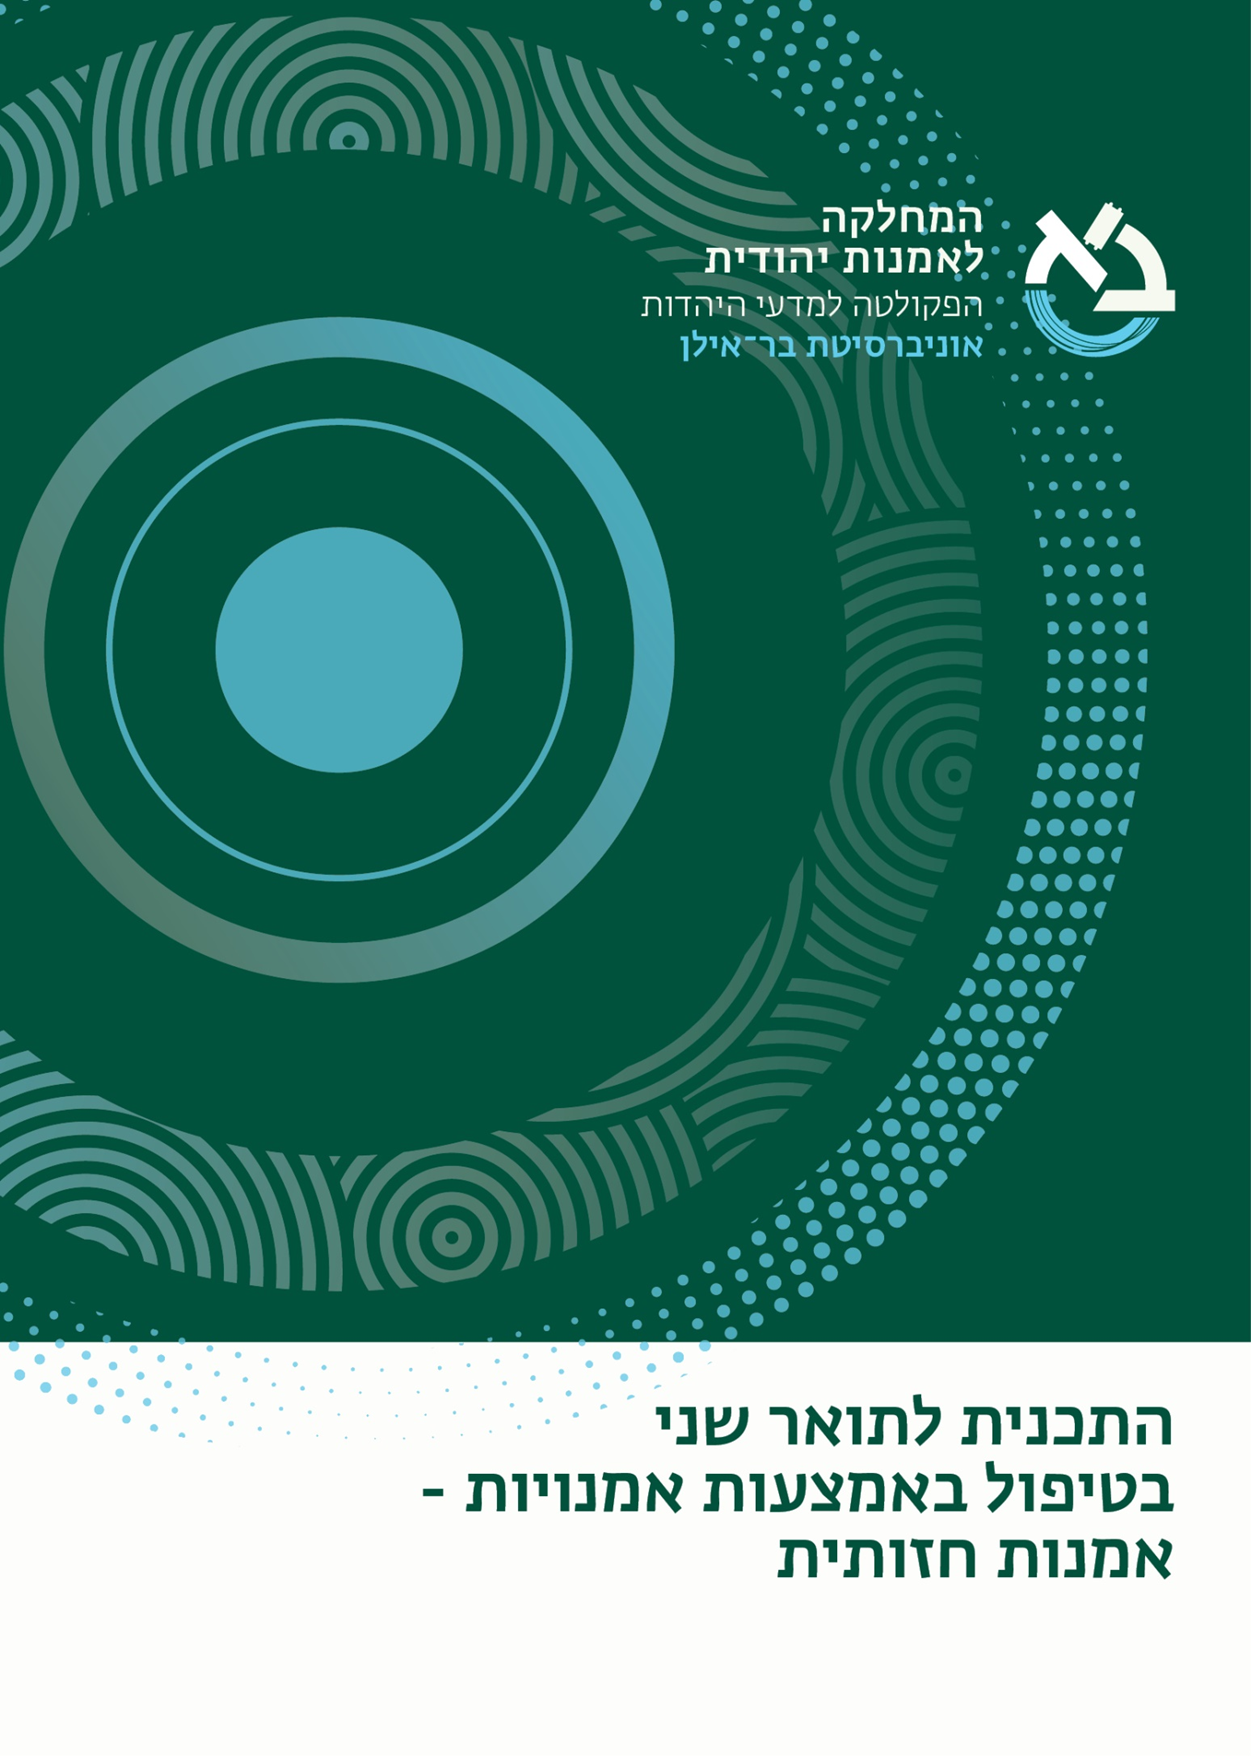 המחלקה
לאמנות יהודית
הפקולטה למדעי היהדות
אוניברסיטת בר־אילן
התכנית לתואר שני
בטיפול באמצעות אמנויות -
אמנות חזותית